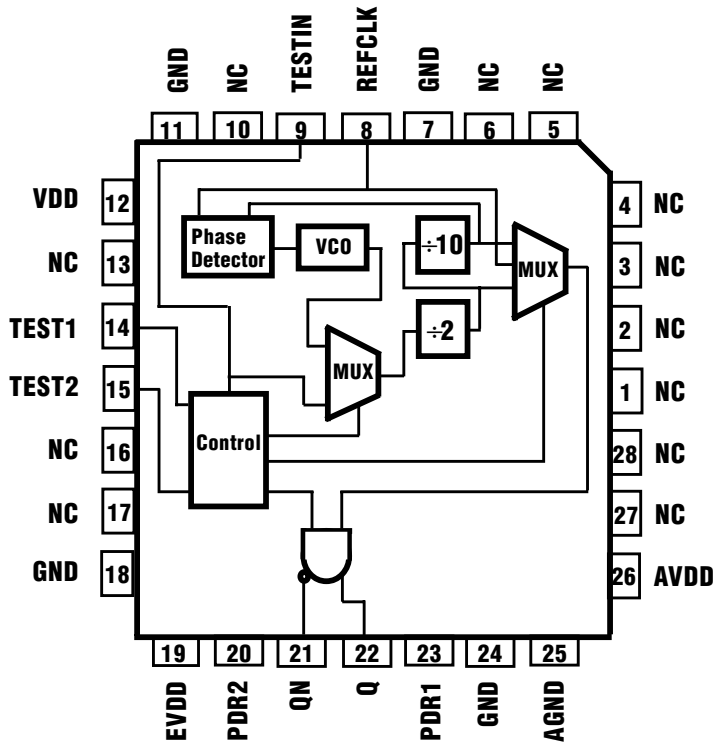 GND
NC
TESTIN
REFCLK
GND
NC
NC
11
10
9
8
7
6
5
VDD
12
NC
13
TEST1
14
TEST2
15
NC
16
NC
17
GND
18
4
NC
3
NC
2
NC
1
NC
28
NC
27
NC
26
AVDD
Phase
Detector
VCO
÷10
MUX
÷2
MUX
Control
19
20
21
22
23
24
25
EVDD
PDR2
QN
Q
PDR1
GND
AGND